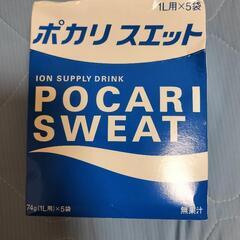 1L用×5袋
ポカリスエット
ION SUPPLY DRINK
POCARI
SWEAT
74g(1L用)×5袋
無果汁